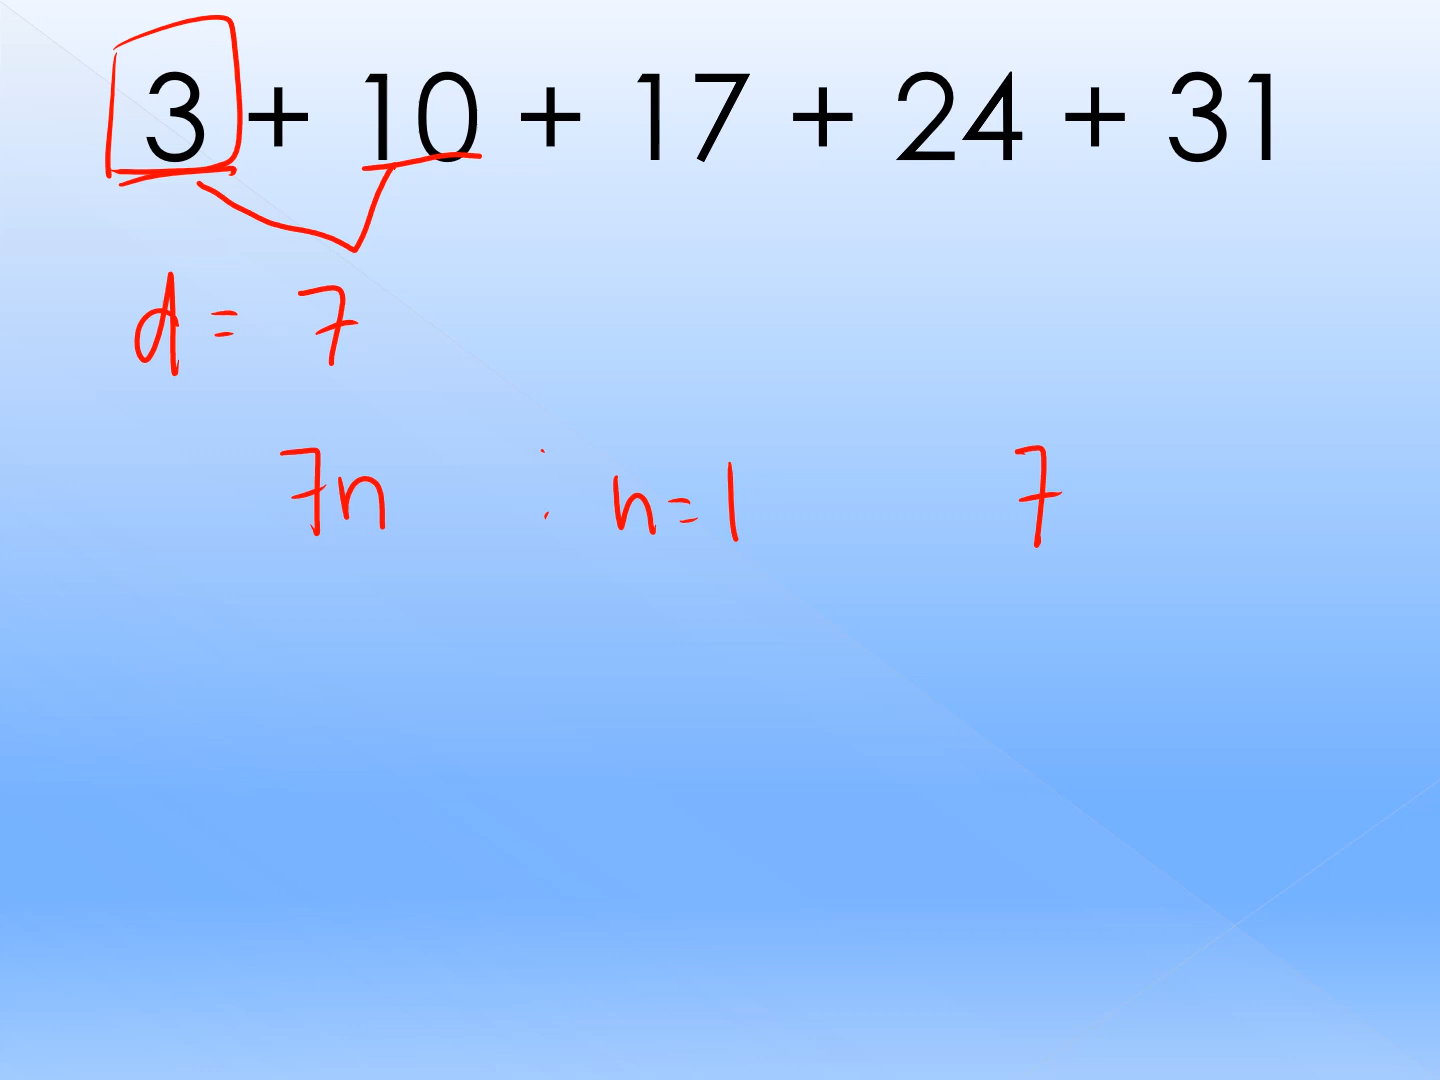 3 + 10 + 17 + 24 + 31
d = 7
7n : n=1 7